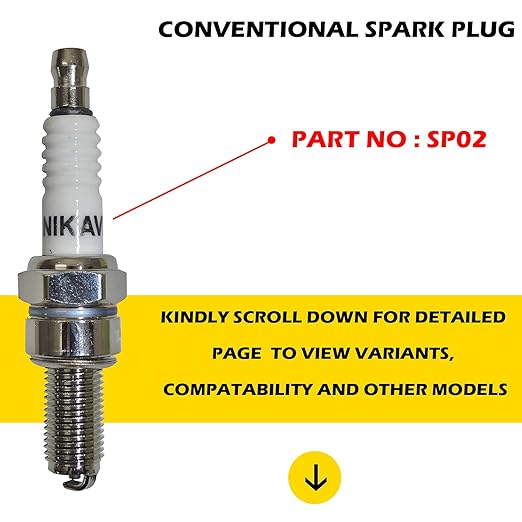 CONVENTIONAL SPARK PLUG
PART NO : SP02
NIKAV
KINDLY SCROLL DOWN FOR DETAILED
PAGE TO VIEW VARIANTS,
COMPATABILITY AND OTHER MODELS